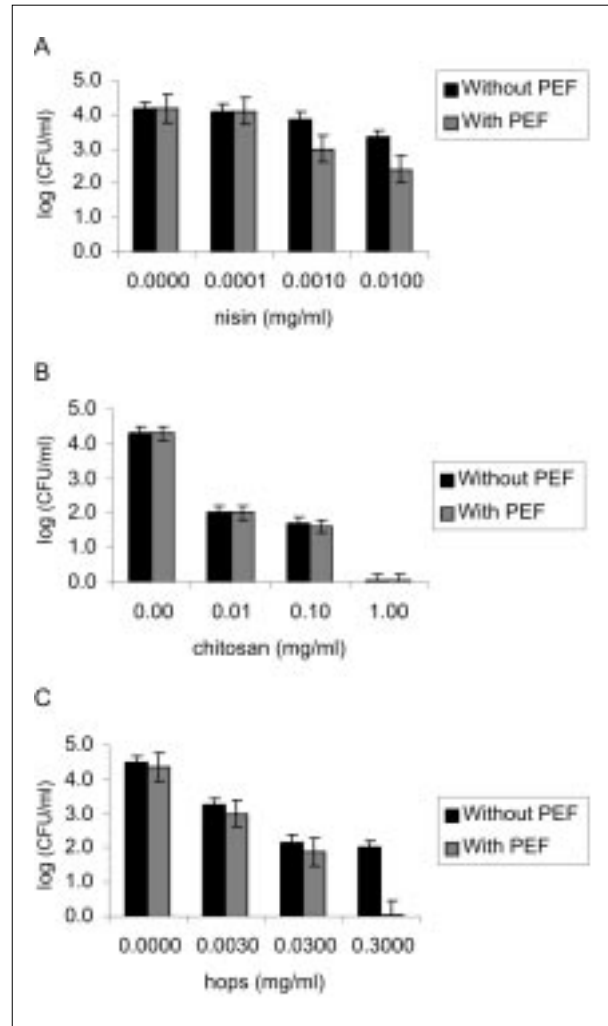 A
5.0
4.0
3.0
2.0
1.0
0.0
log (CFU/ml)
0.0000 0.0001 0.0010 0.0100
nisin (mg/ml)
Without PEF
With PEF
B
5.0
4.0
3.0
2.0
1.0
0.0
log (CFU/ml)
0.00 0.01 0.10 1.00
chitosan (mg/ml)
Without PEF
With PEF
C
5.0
4.0
3.0
2.0
1.0
0.0
log (CFU/ml)
0.0000 0.0030 0.0300 0.3000
hops (mg/ml)
Without PEF
With PEF